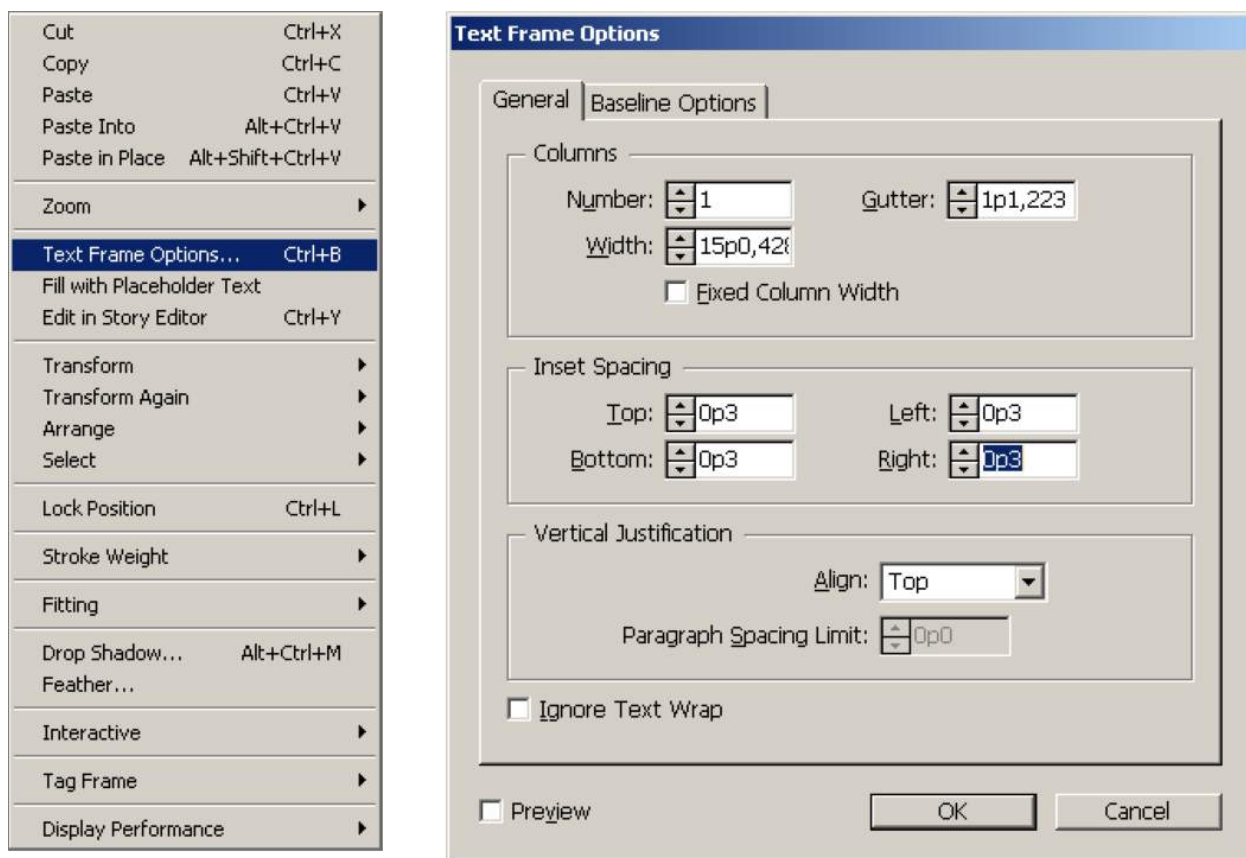 Cut Ctrl+X
Copy Ctrl+C
Paste Ctrl+V
Paste Into Alt+Ctrl+V
Paste in Place Alt+Shift+Ctrl+V
Zoom
Text Frame Options... Ctrl+B
Fill with Placeholder Text
Edit in Story Editor Ctrl+Y
Transform
Transform Again
Arrange
Select
Lock Position Ctrl+L
Stroke Weight
Fitting
Drop Shadow... Alt+Ctrl+M
Feather...
Interactive
Tag Frame
Display Performance
Text Frame Options
General Baseline Options
Columns
Number: 1 Gutter: 1p1,223
Width: 15p0,428
Fixed Column Width
Inset Spacing
Top: 0p3 Left: 0p3
Bottom: 0p3 Right: 0p3
Vertical Justification
Align: Top
Paragraph Spacing Limit: 0p0
Ignore Text Wrap
Preview OK Cancel